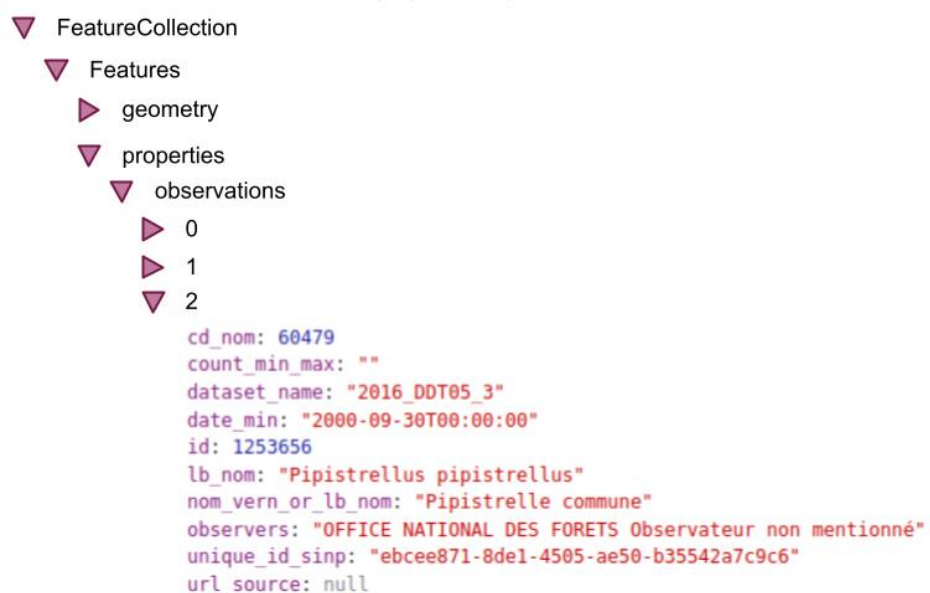 FeatureCollection
Features
geometry
properties
observations
0
1
2
cd_nom: 60479
count_min_max: ""
dataset_name: "2016_DDT05_3"
date_min: "2000-09-30T00:00:00"
id: 1253656
lb_nom: "Pipistrellus pipistrellus"
nom_vern_or_lb_nom: "Pipistrelle commune"
observers: "OFFICE NATIONAL DES FORETS Observateur non mentionné"
unique_id_sinp: "ebcee871-8de1-4505-ae50-b35542a7c9c6"
url_source: null